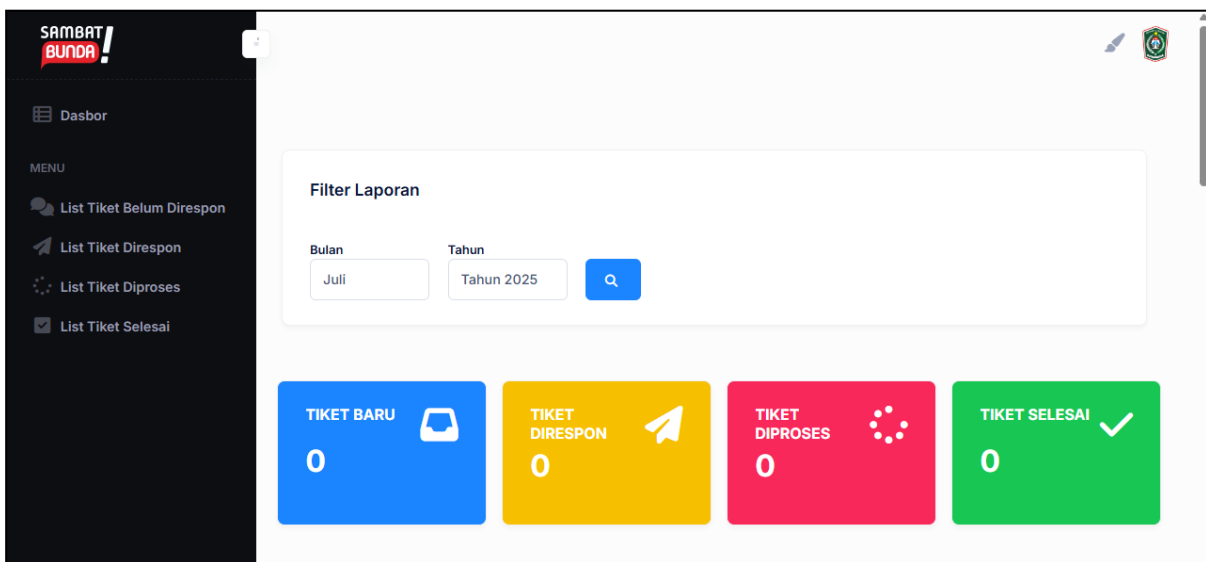 SAMBAT!
BUNDA
Dasbor
MENU
List Tiket Belum Direspon
List Tiket Direspon
List Tiket Diproses
List Tiket Selesai
Filter Laporan
Bulan
Tahun
Juli
Tahun 2025
TIKET BARU
0
TIKET
DIRESPON
0
TIKET
DIPROSES
0
TIKET SELESAI
0